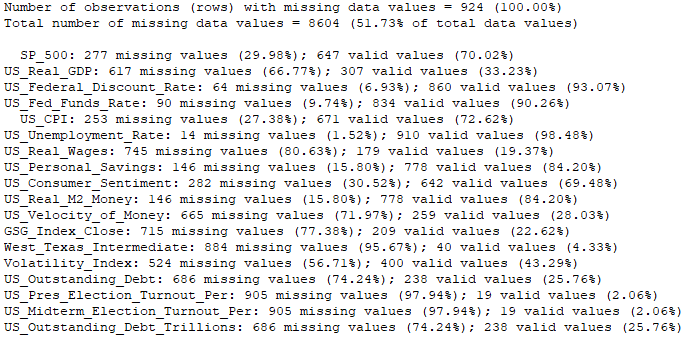 Number of observations (rows) with missing data values = 924 (100.00%)
Total number of missing data values = 8604 (51.73% of total data values)
SP_500: 277 missing values (29.98%); 647 valid values (70.02%)
US_Real_GDP: 617 missing values (66.77%); 307 valid values (33.23%)
US_Federal_Discount_Rate: 64 missing values (6.93%); 860 valid values (93.07%)
US_Fed_Funds_Rate: 90 missing values (9.74%); 834 valid values (90.26%)
US_CPI: 253 missing values (27.38%); 671 valid values (72.62%)
US_Unemployment_Rate: 14 missing values (1.52%); 910 valid values (98.48%)
US_Real_Wages: 745 missing values (80.63%); 179 valid values (19.37%)
US_Personal_Savings: 146 missing values (15.80%); 778 valid values (84.20%)
US_Consumer_Sentiment: 282 missing values (30.52%); 642 valid values (69.48%)
US_Real_M2_Money: 146 missing values (15.80%); 778 valid values (84.20%)
US_Velocity_of_Money: 665 missing values (71.97%); 259 valid values (28.03%)
GSG_Index_Close: 715 missing values (77.38%); 209 valid values (22.62%)
West_Texas_Intermediate: 884 missing values (95.67%); 40 valid values (4.33%)
Volatility_Index: 524 missing values (56.71%); 400 valid values (43.29%)
US_Outstanding_Debt: 686 missing values (74.24%); 238 valid values (25.76%)
US_Pres_Election_Turnout_Per: 905 missing values (97.94%); 19 valid values (2.06%)
US_Midterm_Election_Turnout_Per: 905 missing values (97.94%); 19 valid values (2.06%)
US_Outstanding_Debt_Trillions: 686 missing values (74.24%); 238 valid values (25.76%)